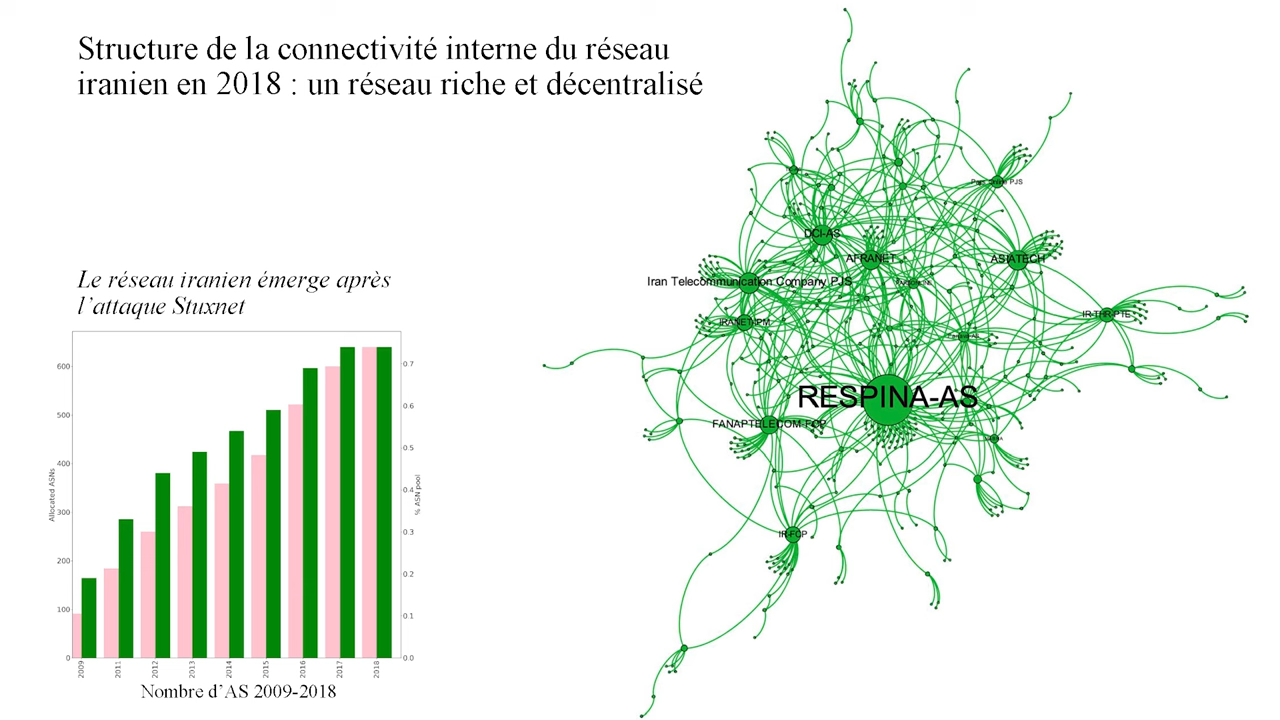 Structure de la connectivité interne du réseau
iranien en 2018 : un réseau riche et décentralisé
Le réseau iranien émerge après
l’attaque Stuxnet
600
500
400
300
200
100
0
Allocated ASNs
0.7
0.6
0.5
0.4
0.3
0.2
0.1
0.0
% ASN pool
2009
2011
2012
2013
2014
2015
2016
2017
2018
Nombre d’AS 2009-2018
DCI-AS
AFRANET
ASIATECH
Iran Telecommunication Company PJS
IRANET-IPM
IR-THR-PTE
RESPINA-AS
FANAPTELECOM-FCP
IR-FCP